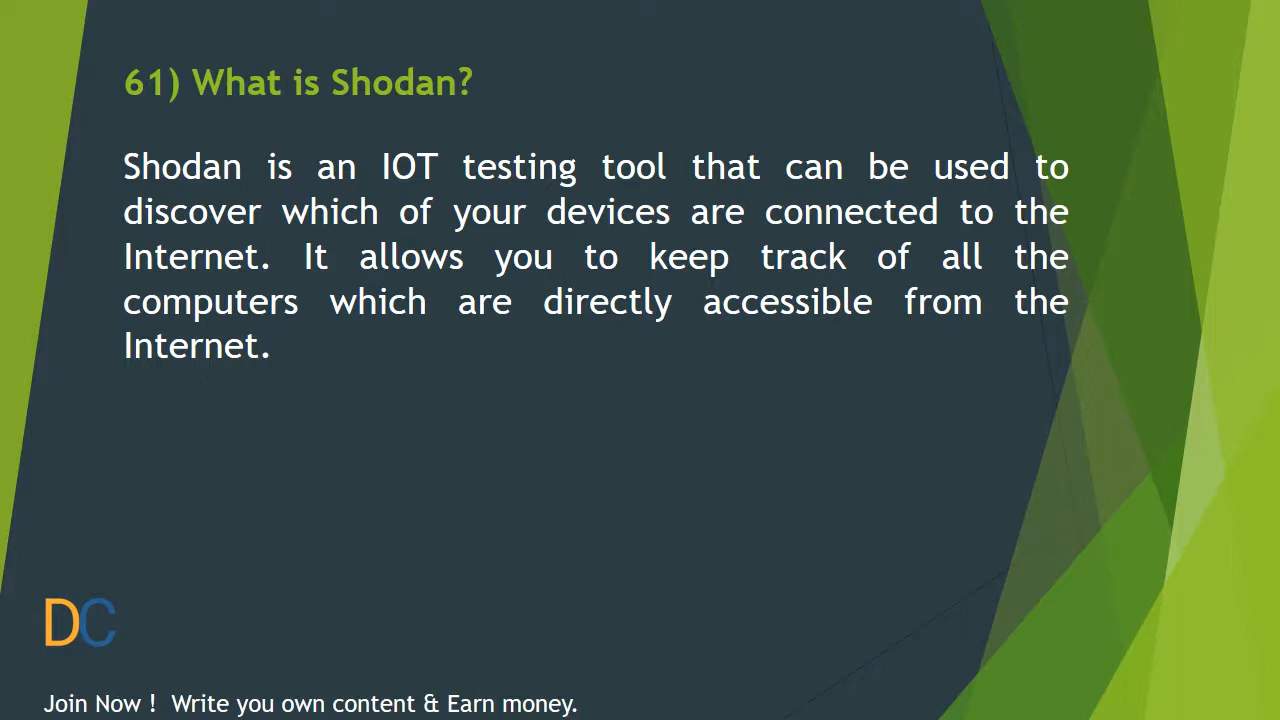 61) What is Shodan?
Shodan is an IOT testing tool that can be used to
discover which of your devices are connected to the
Internet. It allows you to keep track of all the
computers which are directly accessible from the
Internet.
DC
Join Now ! Write you own content & Earn money.